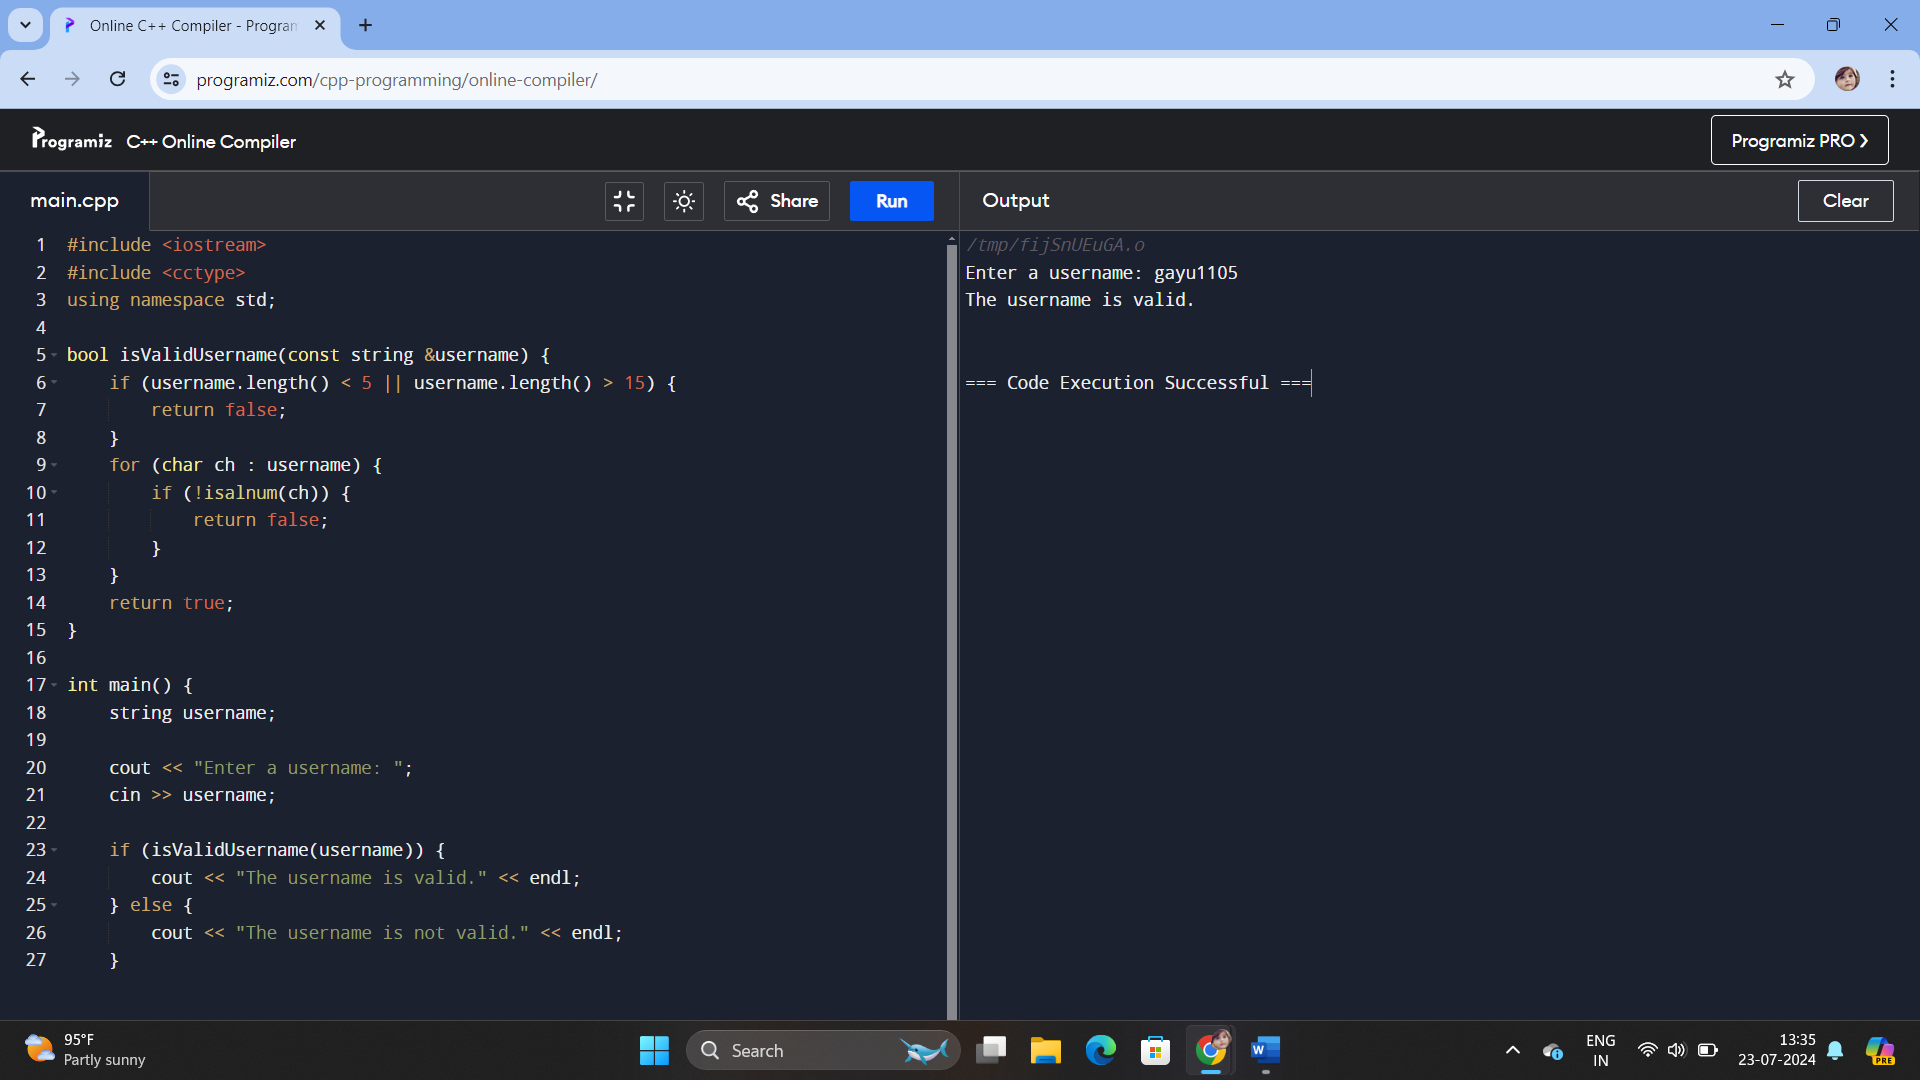 Online C++ Compiler - Program
programiz.com/cpp-programming/online-compiler/
Programiz C++ Online Compiler
Programiz PRO
main.cpp
Share
Run
Output
Clear
1 #include <iostream>
2 #include <cctype>
3 using namespace std;
4
5 bool isValidUsername(const string &username) {
6     if (username.length() < 5 || username.length() > 15) {
7         return false;
8     }
9     for (char ch : username) {
10         if (!isalnum(ch)) {
11             return false;
12         }
13     }
14     return true;
15 }
16
17 int main() {
18     string username;
19
20     cout << "Enter a username: ";
21     cin >> username;
22
23     if (isValidUsername(username)) {
24         cout << "The username is valid." << endl;
25     } else {
26         cout << "The username is not valid." << endl;
27     }
/tmp/fijSnUEuGA.o
Enter a username: gayu1105
The username is valid.
=== Code Execution Successful ===
95°F
Partly sunny
Search
W
ENG
IN
13:35
23-07-2024
PRE